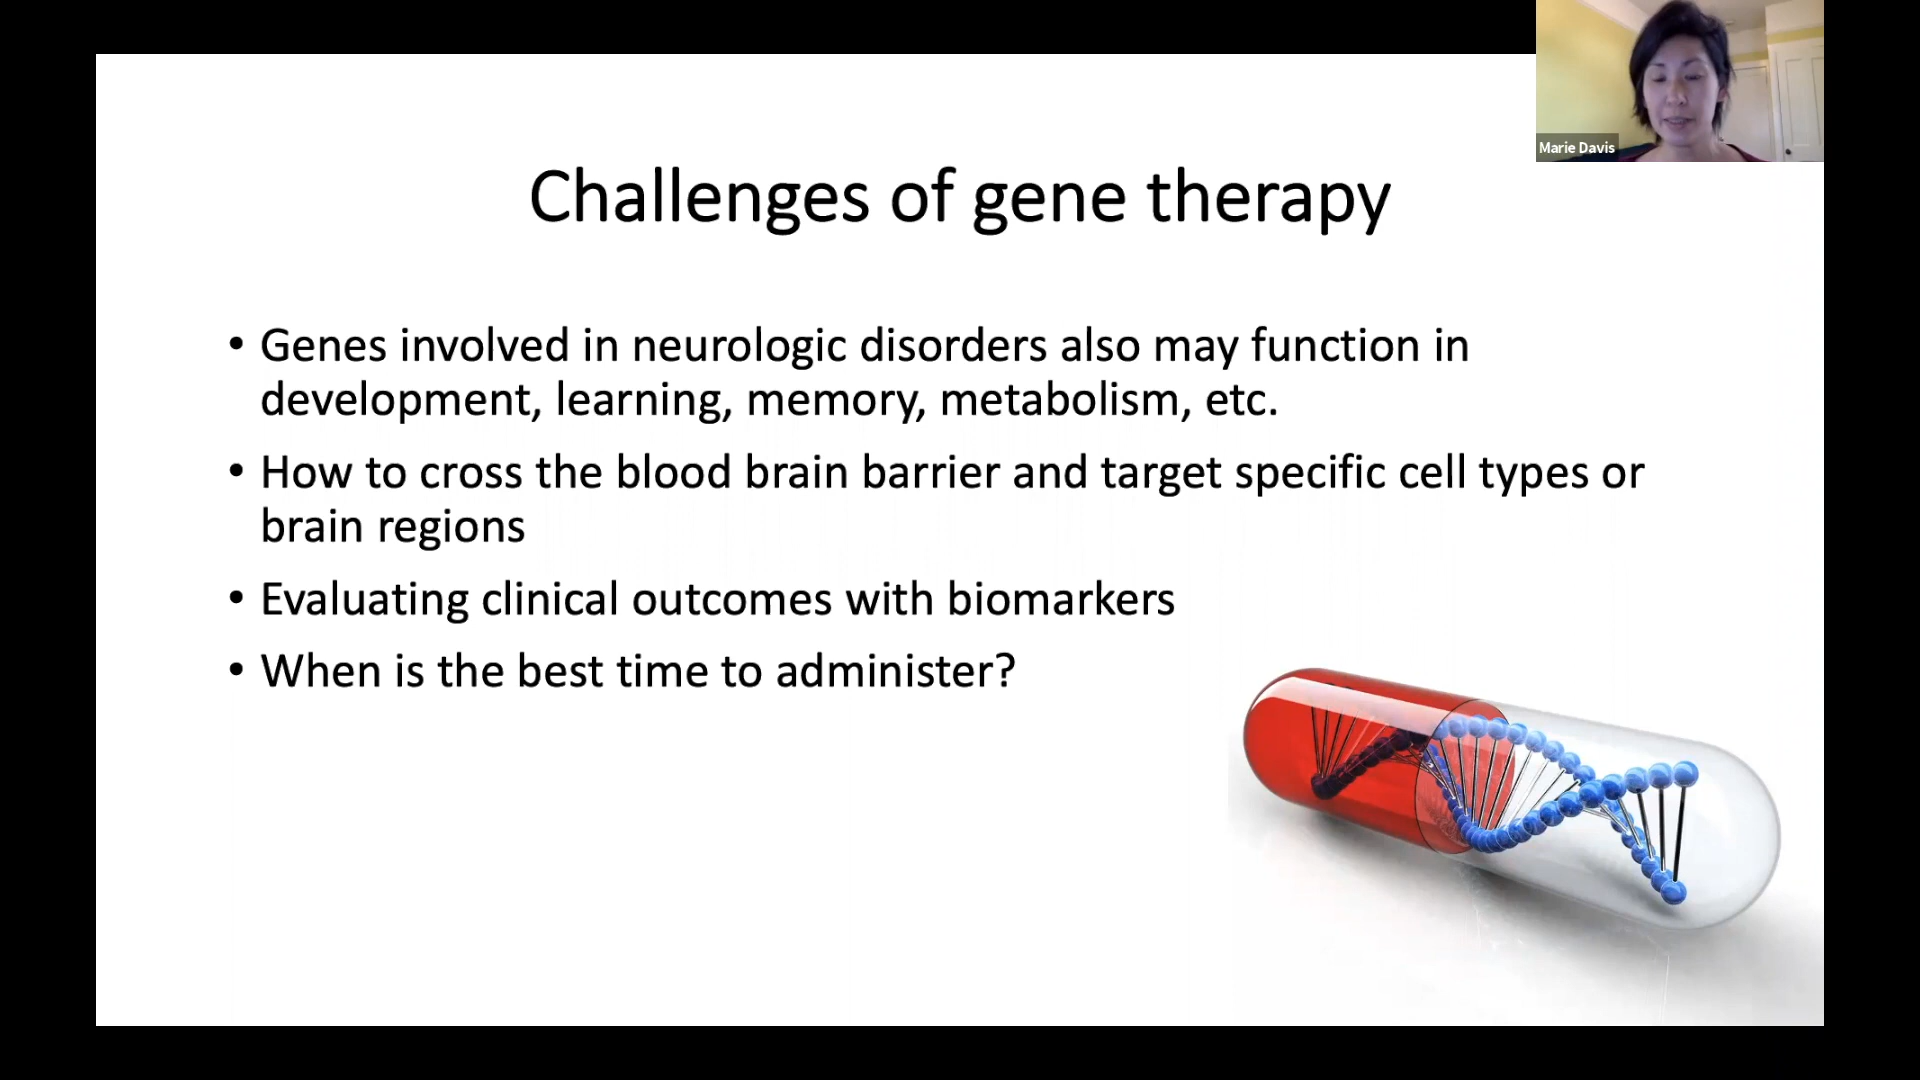 Marie Davis
Challenges of gene therapy
• Genes involved in neurologic disorders also may function in
development, learning, memory, metabolism, etc.
• How to cross the blood brain barrier and target specific cell types or
brain regions
• Evaluating clinical outcomes with biomarkers
• When is the best time to administer?